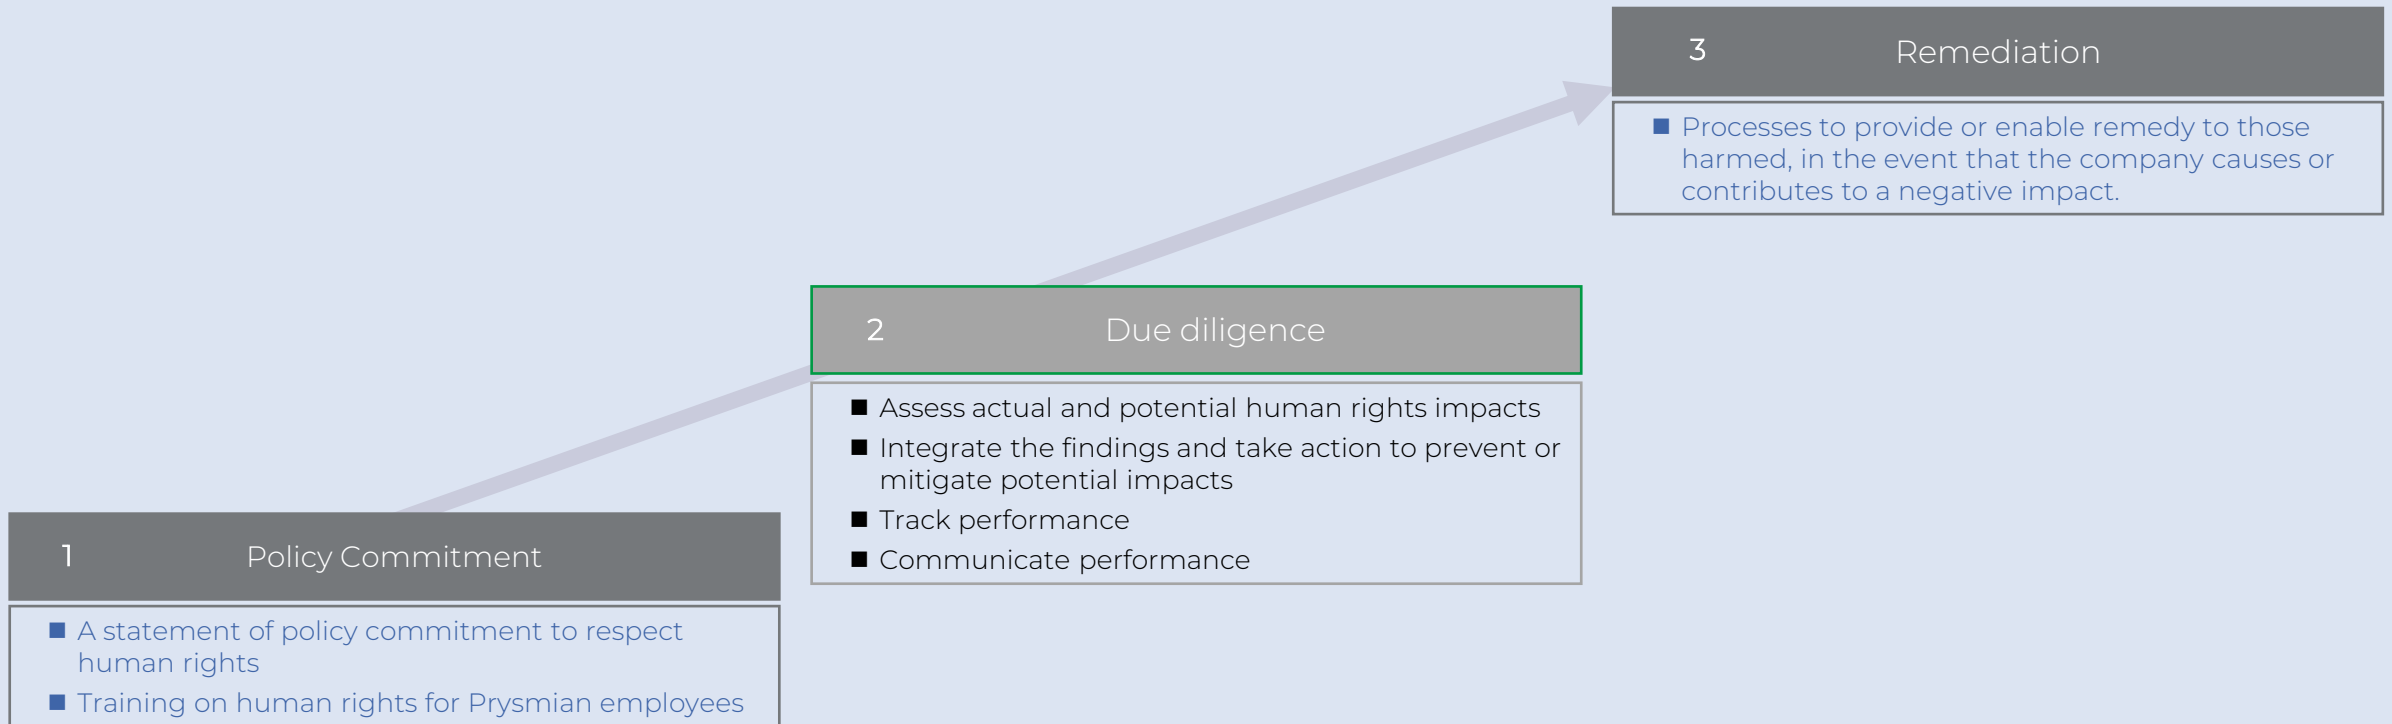 1 Policy Commitment
■ A statement of policy commitment to respect
human rights
■ Training on human rights for Prysmian employees
2 Due diligence
■ Assess actual and potential human rights impacts
■ Integrate the findings and take action to prevent or
mitigate potential impacts
■ Track performance
■ Communicate performance
3 Remediation
■ Processes to provide or enable remedy to those
harmed, in the event that the company causes or
contributes to a negative impact.